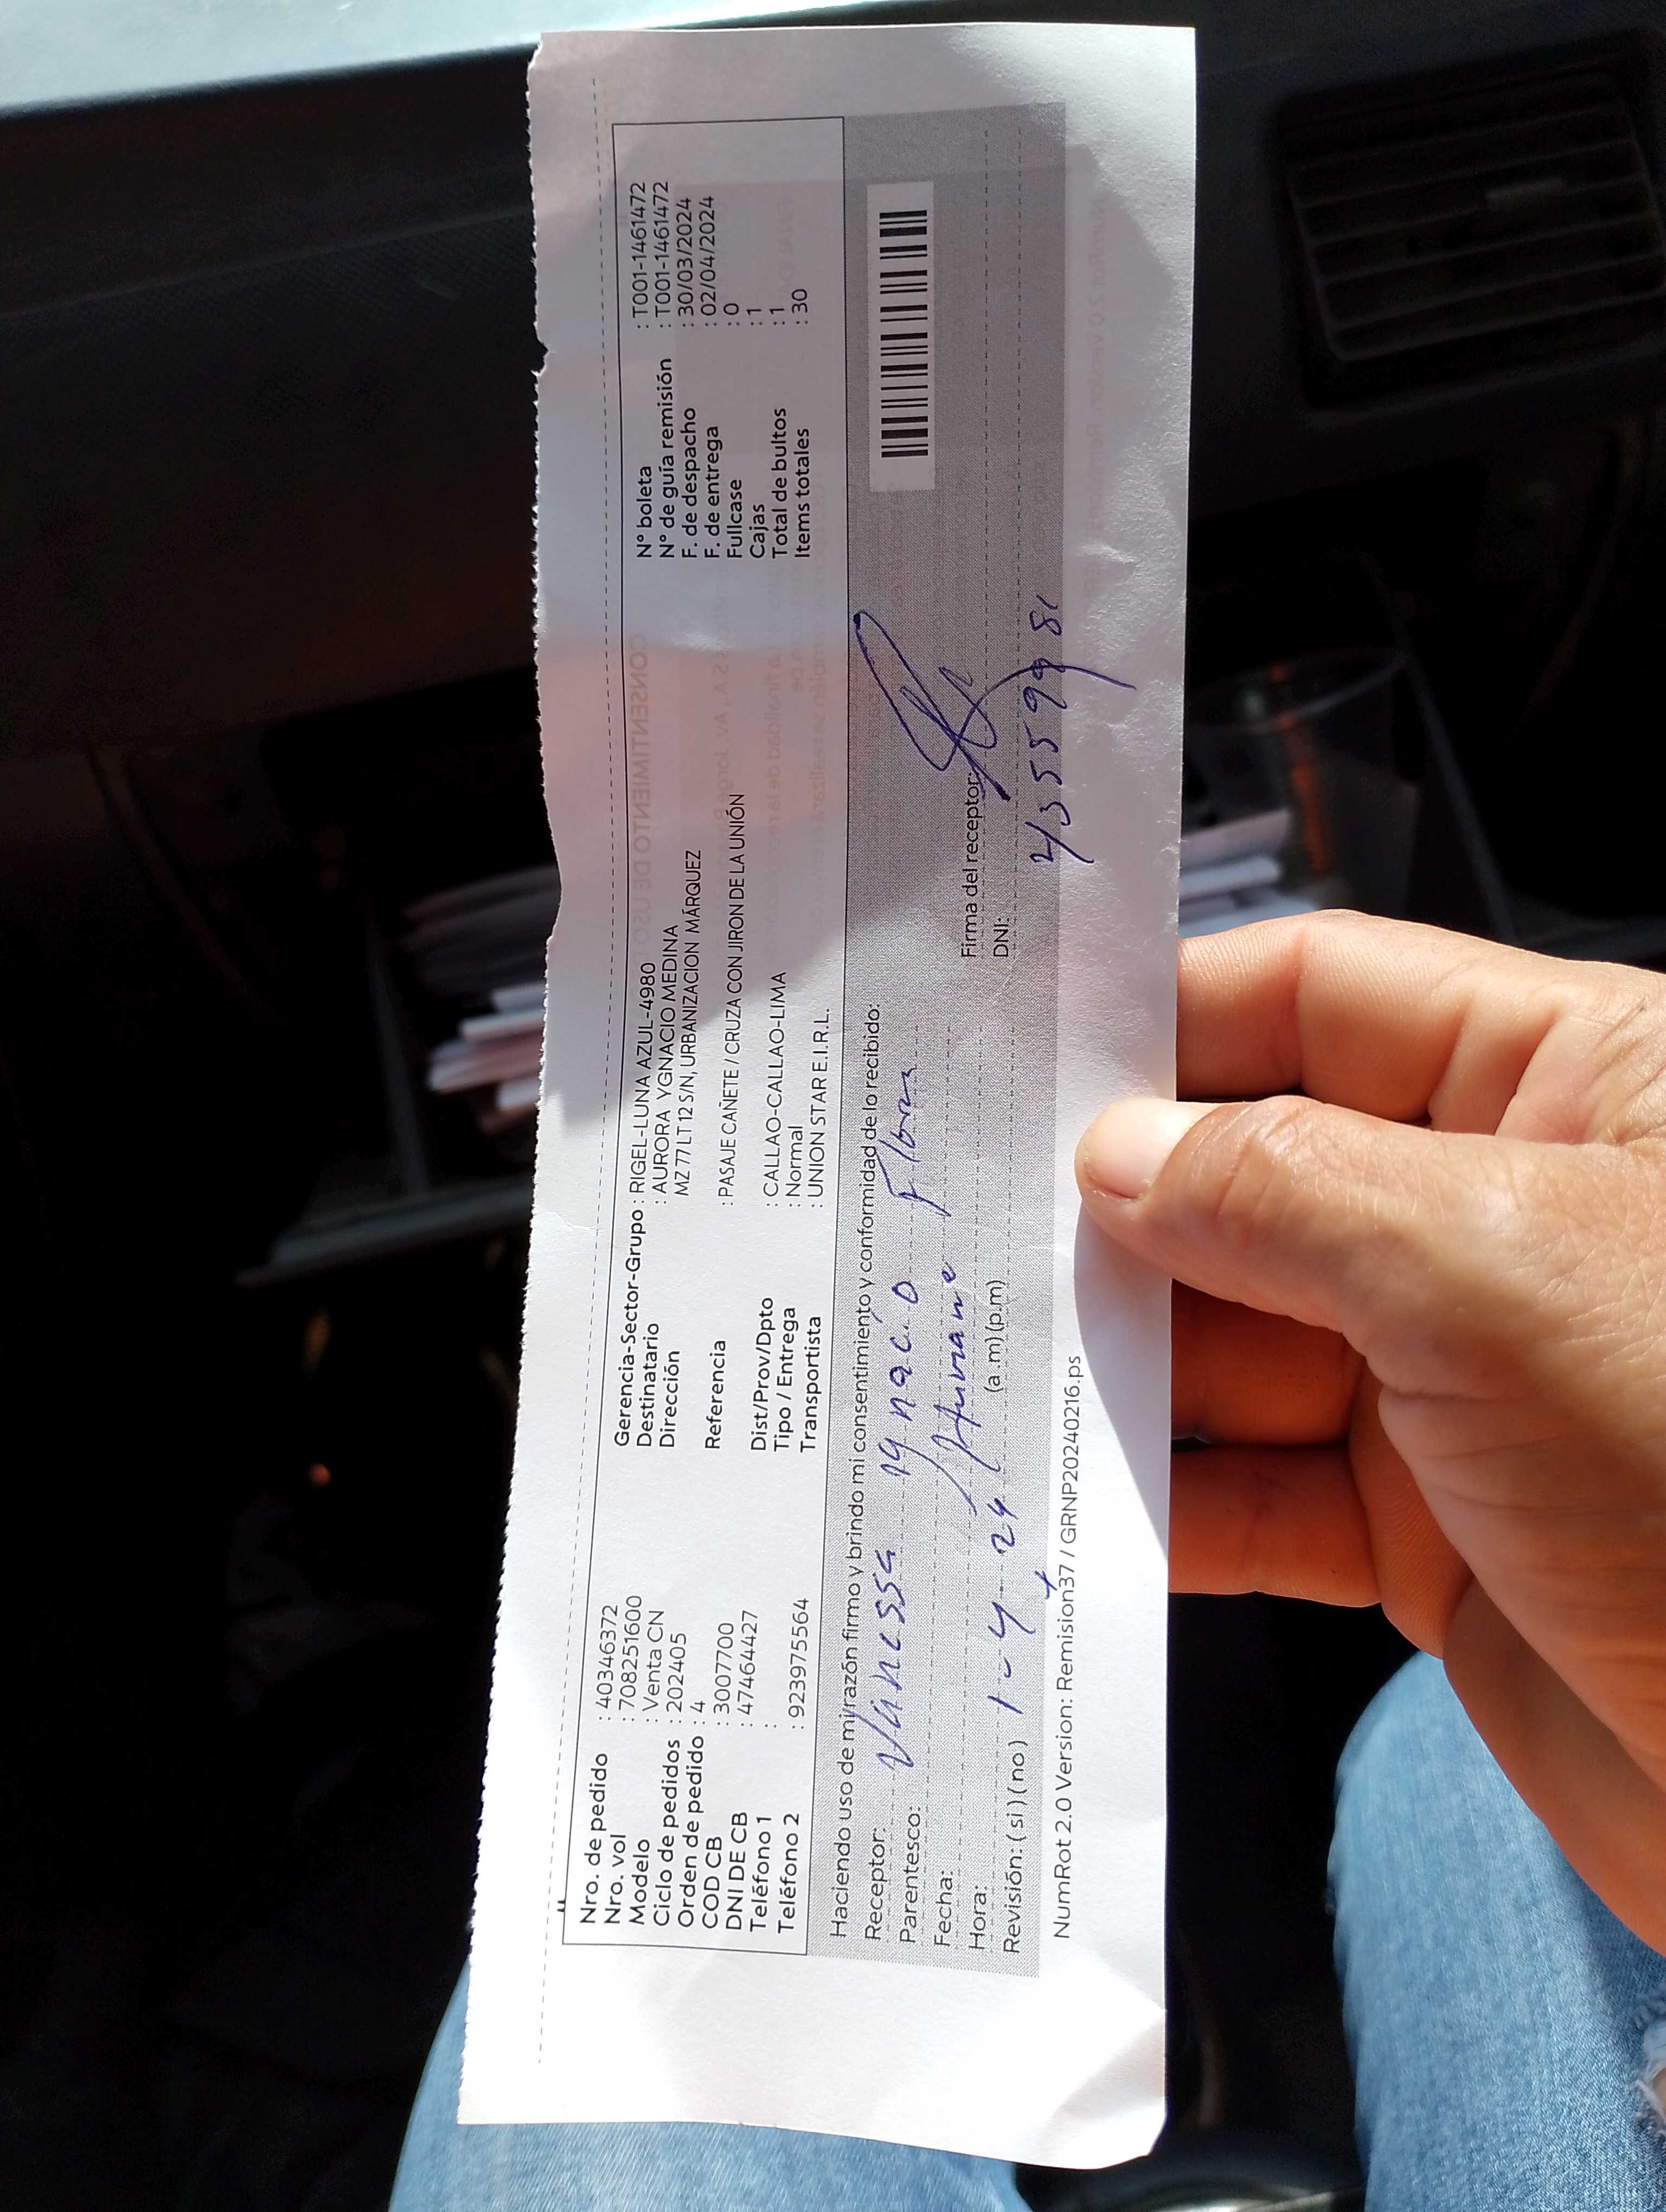 Nro. de pedido : 40346372
Nro. vol : 708251600
Modelo : Venta CN
Ciclo de pedidos : 202405
Orden de pedido : 4
COD CB : 3007700
DNI DE CB : 47464427
Teléfono 1 :
Teléfono 2 : 923975564
Gerencia-Sector-Grupo : RIGEL-LUNA AZUL-4980
Destinatario : AURORA YGNACIO MEDINA
Dirección : MZ 77 LT 12 S/N, URBANIZACION MÁRQUEZ
Referencia : PASAJE CAÑETE / CRUZA CON JIRON DE LA UNIÓN
Dist/Prov/Dpto : CALLAO-CALLAO-LIMA
Tipo / Entrega : Normal
Transportista : UNION STAR E.I.R.L.
N° boleta : T001-1461472
N° de guía remisión : T001-1461472
F. de despacho : 30/03/2024
F. de entrega : 02/04/2024
Fullcase : 0
Cajas : 1
Total de bultos : 1
Items totales : 30
Haciendo uso de mi razón firmo y brindo mi consentimiento y conformidad de lo recibido:
Receptor: Vanessa Ygnacio
Parentesco:
Fecha:
Hora: 1-4-24 (a.m) (p.m)
Revisión: (si) (no)
Firma del receptor:
DNI:
NumRot 2.0 Version: Remision37 / GRNP20240216.ps
CONSENTIMIENTO DE USO